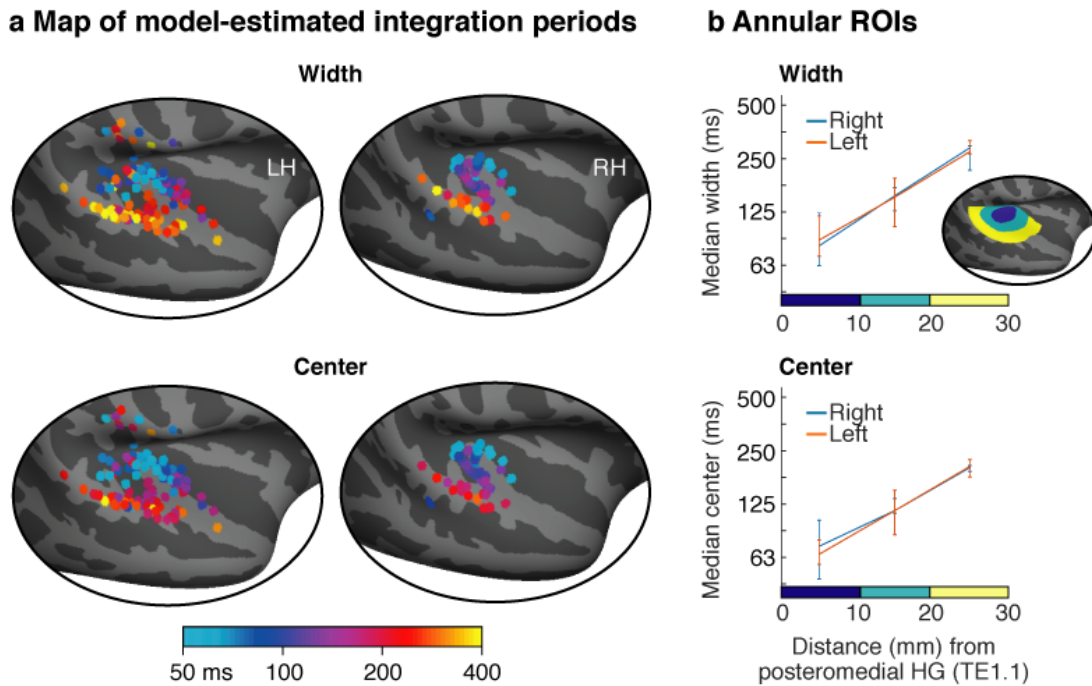 a Map of model-estimated integration periods
Width
LH
RH
Center
50 ms 100 200 400
b Annular ROIs
Width
Median width (ms)
500
250
125
63
Right
Left
0 10 20 30
Center
Median center (ms)
500
250
125
63
Right
Left
0 10 20 30
Distance (mm) from
posteromedial HG (TE1.1)